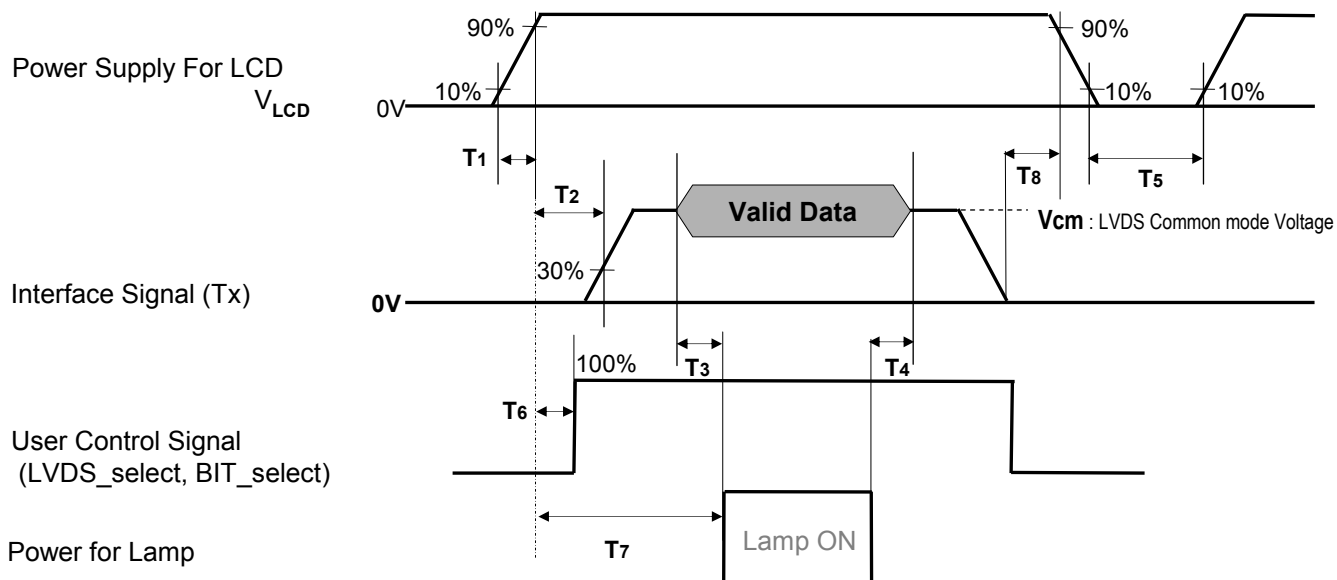 90%
90%
Power Supply For LCD
VLCD
10%
0V
10%
10%
T1
T2
T8
T5
Valid Data
Vcm : LVDS Common mode Voltage
30%
Interface Signal (Tx)
0V
T3
T4
100%
T6
User Control Signal
(LVDS_select, BIT_select)
T7
Lamp ON
Power for Lamp